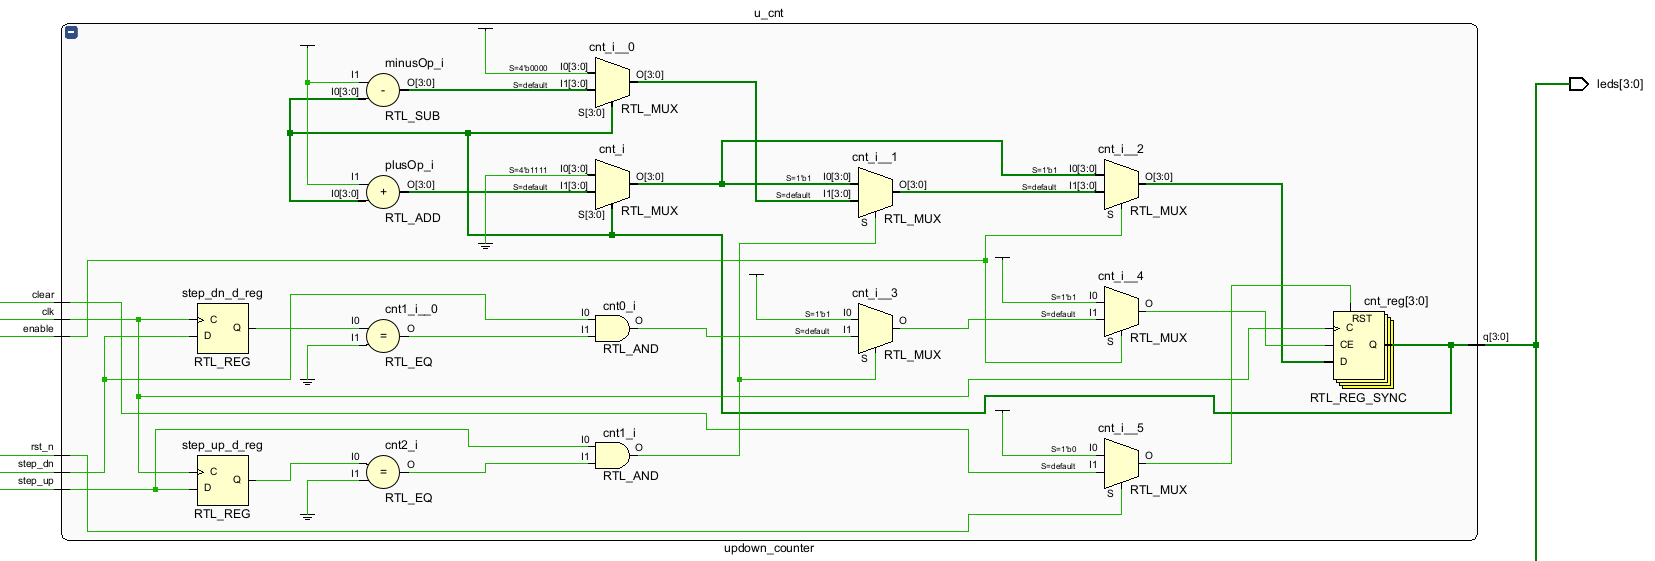 u_cnt
cnt_i__0
minusOp_i
S=4'b0000 I0[3:0]
O[3:0]
I1
O[3:0]
S=default I1[3:0]
I0[3:0]
-
leds[3:0]
S[3:0]
RTL_MUX
RTL_SUB
cnt_i
cnt_i__1
cnt_i__2
plusOp_i
S=4'b1111 I0[3:0]
O[3:0]
S=1'b1 I0[3:0]
O[3:0]
S=1'b1 I0[3:0]
O[3:0]
I1
O[3:0]
S=default I1[3:0]
S=default I1[3:0]
S=default I1[3:0]
I0[3:0]
+
S[3:0]
RTL_MUX
RTL_ADD
S
RTL_MUX
S
RTL_MUX
cnt_i__4
clear
step_dn_d_reg
cnt1_i__0
cnt0_i
cnt_i__3
S=1'b1 I0
O
cnt_reg[3:0]
clk
C
I0
O
I0
O
S=1'b1 I0
O
S=default I1
RST
enable
D
Q
=
I1
I1
S=default I1
C
S
RTL_MUX
CE
Q
q[3:0]
RTL_REG
RTL_EQ
RTL_AND
S
RTL_MUX
D
RTL_REG_SYNC
step_up_d_reg
cnt2_i
cnt1_i
cnt_i__5
rst_n
I0
O
S=1'b0 I0
O
step_dn
C
I0
O
I1
S=default I1
step_up
D
Q
=
I1
RTL_AND
S
RTL_MUX
RTL_REG
RTL_EQ
updown_counter